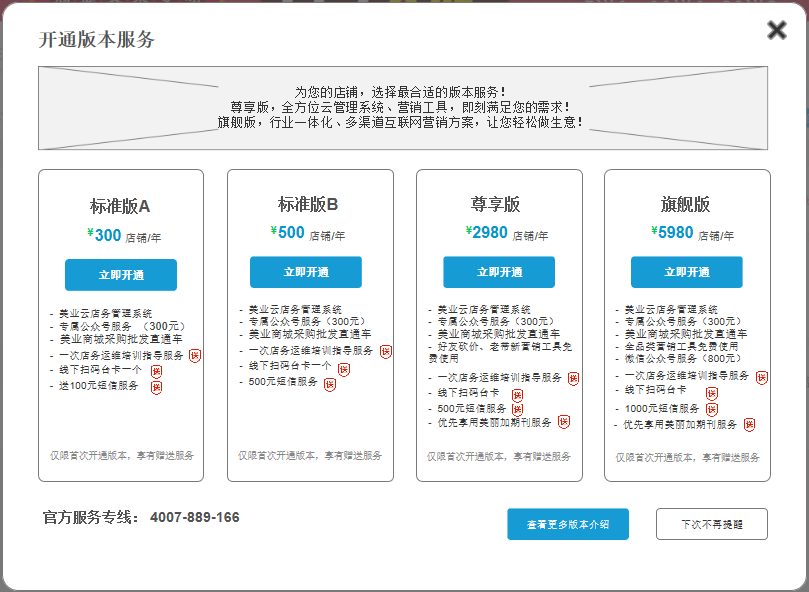 开通版本服务
为您的店铺，选择最合适的版本服务！
尊享版，全方位云管理系统、营销工具，即刻满足您的需求！
旗舰版，行业一体化、多渠道互联网营销方案，让您轻松做生意！
标准版A
¥300 店铺/年
立即开通
- 美业云店务管理系统
- 专属公众号服务 （300元）
- 美业商城采购批发直通车
- 一次店务运维培训指导服务 送
- 线下扫码台卡一个 送
- 送100元短信服务 送
仅限首次开通版本，享有赠送服务
标准版B
¥500 店铺/年
立即开通
- 美业云店务管理系统
- 专属公众号服务（300元）
- 美业商城采购批发直通车
- 一次店务运维培训指导服务 送
- 线下扫码台卡一个 送
- 500元短信服务 送
仅限首次开通版本，享有赠送服务
尊享版
¥2980 店铺/年
立即开通
- 美业云店务管理系统
- 专属公众号服务（300元）
- 美业商城采购批发直通车
- 好友砍价、老带新营销工具免
费使用
- 一次店务运维培训指导服务 送
- 线下扫码台卡 送
- 500元短信服务 送
- 优先享用美丽加期刊服务 送
仅限首次开通版本，享有赠送服务
旗舰版
¥5980 店铺/年
立即开通
- 美业云店务管理系统
- 专属公众号服务（300元）
- 美业商城采购批发直通车
- 全品类营销工具免费使用
- 微信公众号服务（800元）
- 一次店务运维培训指导服务 送
- 线下扫码台卡 送
- 1000元短信服务 送
- 优先享用美丽加期刊服务 送
仅限首次开通版本，享有赠送服务
官方服务专线： 4007-889-166
查看更多版本介绍
下次不再提醒